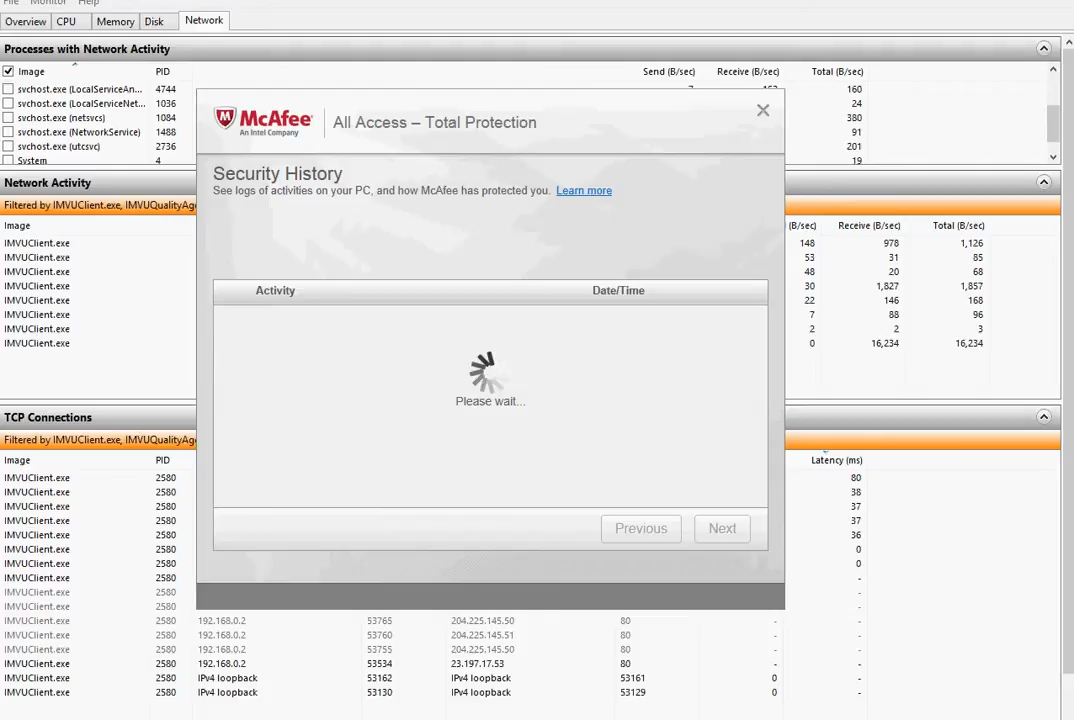 File Monitor Help
Overview CPU Memory Disk Network
Processes with Network Activity
Image PID Send (B/sec) Receive (B/sec) Total (B/sec)
svchost.exe (LocalServiceAn... 4744 160
svchost.exe (LocalServiceNet... 1036 24
svchost.exe (netsvcs) 1084 380
svchost.exe (NetworkService) 1488 91
svchost.exe (utcsvc) 2736 201
System 4 19
McAfee
An Intel Company
All Access – Total Protection
Security History
See logs of activities on your PC, and how McAfee has protected you. Learn more
Activity Date/Time
Please wait...
Previous Next
Network Activity
Filtered by IMVUClient.exe, IMVUQualityAge
Image (B/sec) Receive (B/sec) Total (B/sec)
IMVUClient.exe 148 978 1,126
IMVUClient.exe 53 31 85
IMVUClient.exe 48 20 68
IMVUClient.exe 30 1,827 1,857
IMVUClient.exe 22 146 168
IMVUClient.exe 7 88 96
IMVUClient.exe 2 2 3
IMVUClient.exe 0 16,234 16,234
TCP Connections
Filtered by IMVUClient.exe, IMVUQualityAge
Image PID Latency (ms)
IMVUClient.exe 2580 80
IMVUClient.exe 2580 38
IMVUClient.exe 2580 37
IMVUClient.exe 2580 37
IMVUClient.exe 2580 36
IMVUClient.exe 2580 0
IMVUClient.exe 2580 0
IMVUClient.exe 2580 -
IMVUClient.exe 2580 -
IMVUClient.exe 2580 -
IMVUClient.exe 2580 192.168.0.2 53765 204.225.145.50 80 - -
IMVUClient.exe 2580 192.168.0.2 53760 204.225.145.51 80 - -
IMVUClient.exe 2580 192.168.0.2 53755 204.225.145.50 80 - -
IMVUClient.exe 2580 192.168.0.2 53534 23.197.17.53 80 - -
IMVUClient.exe 2580 IPv4 loopback 53162 IPv4 loopback 53161 0 -
IMVUClient.exe 2580 IPv4 loopback 53130 IPv4 loopback 53129 0 -